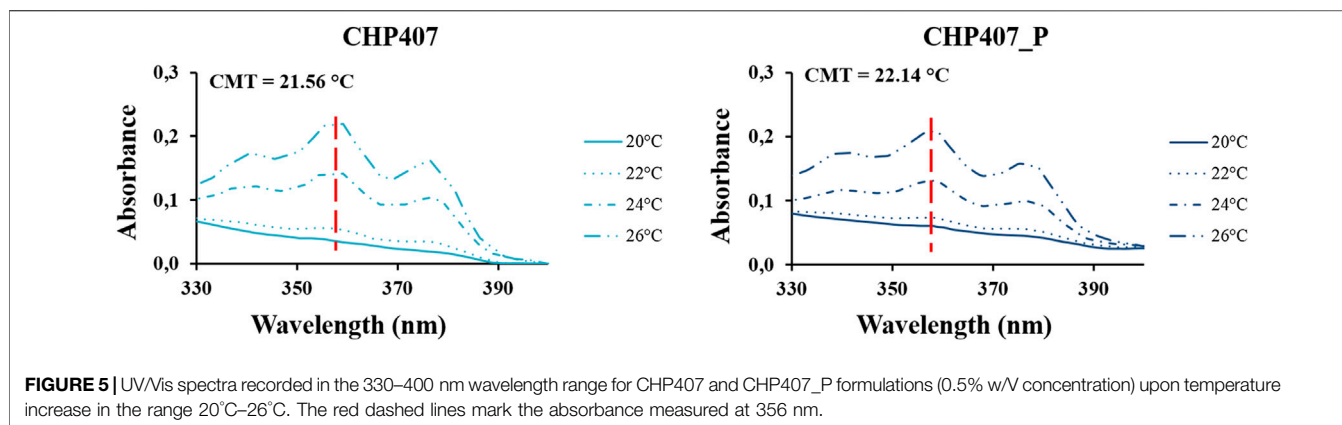 CHP407
CMT = 21.56 °C
Absorbance
0,3
0,2
0,1
0,0
330
350
370
390
Wavelength (nm)
20°C
22°C
24°C
26°C
CHP407_P
CMT = 22.14 °C
Absorbance
0,3
0,2
0,1
0,0
330
350
370
390
Wavelength (nm)
20°C
22°C
24°C
26°C
FIGURE 5 | UV/Vis spectra recorded in the 330–400 nm wavelength range for CHP407 and CHP407_P formulations (0.5% w/V concentration) upon temperature
increase in the range 20°C–26°C. The red dashed lines mark the absorbance measured at 356 nm.